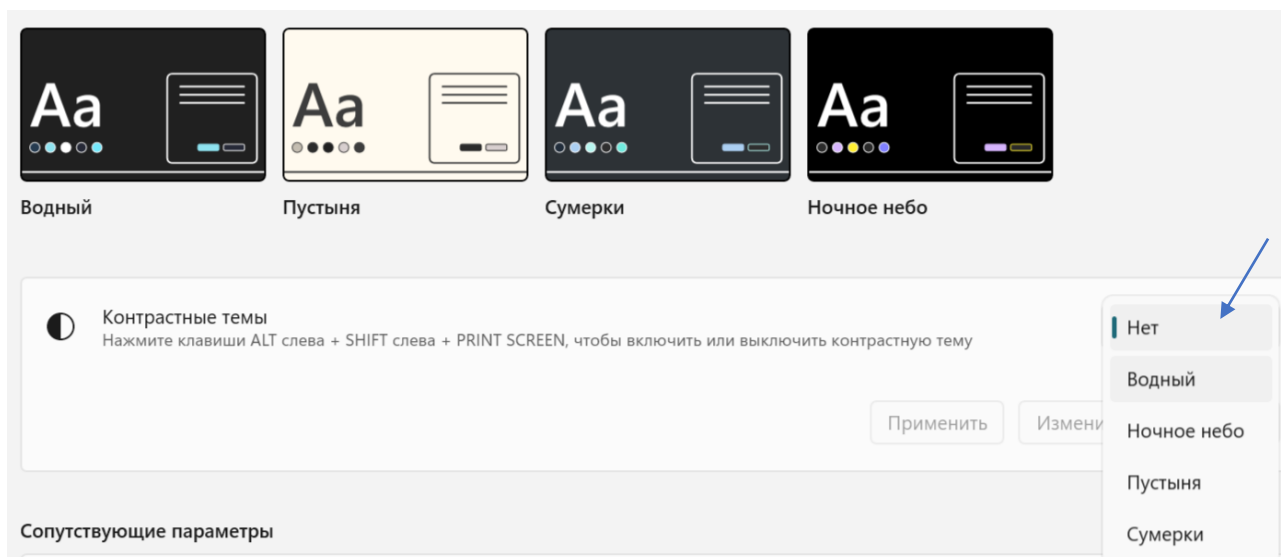 Aa Aa Aa Aa
Водный Пустыня Сумерки Ночное небо
Контрастные темы
Нажмите клавиши ALT слева + SHIFT слева + PRINT SCREEN, чтобы включить или выключить контрастную тему
Применить
Нет
Водный
Ночное небо
Пустыня
Сумерки
Сопутствующие параметры